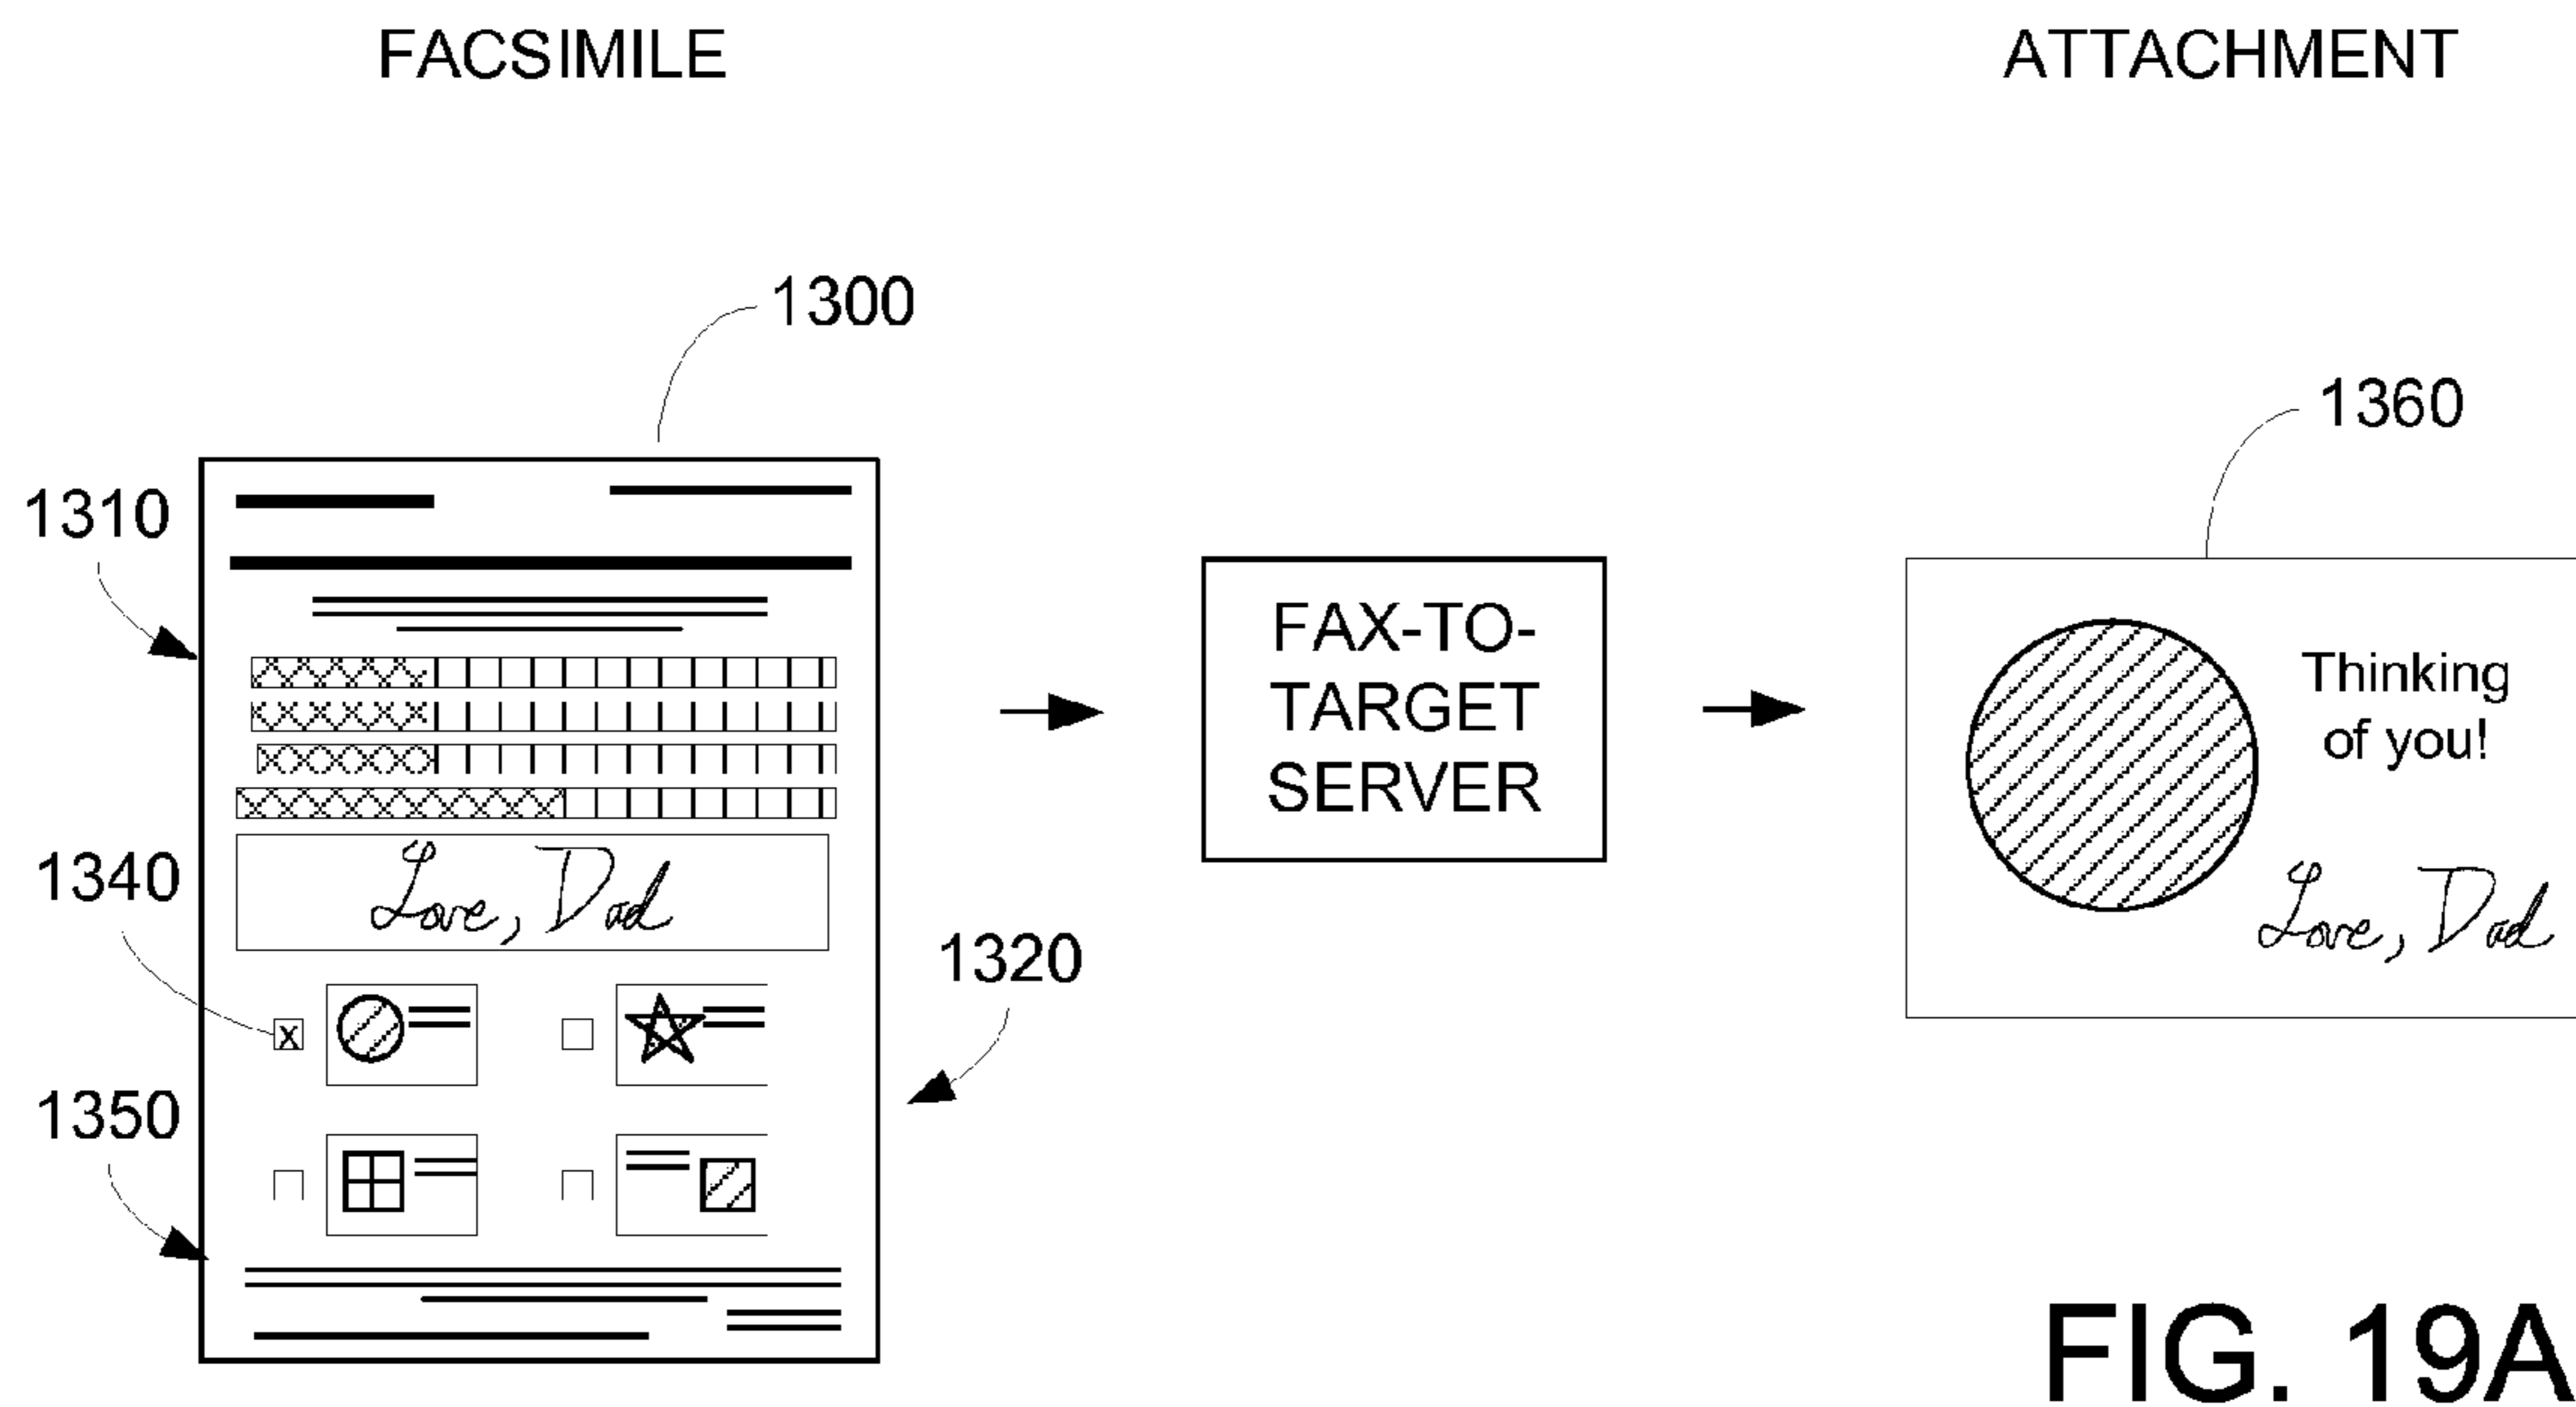 FACSIMILE
ATTACHMENT
1300
1360
1310
FAX-TO-
TARGET
SERVER
Thinking
of you!
1340
Love, Dad
1320
Love, Dad
X
1350
FIG. 19A